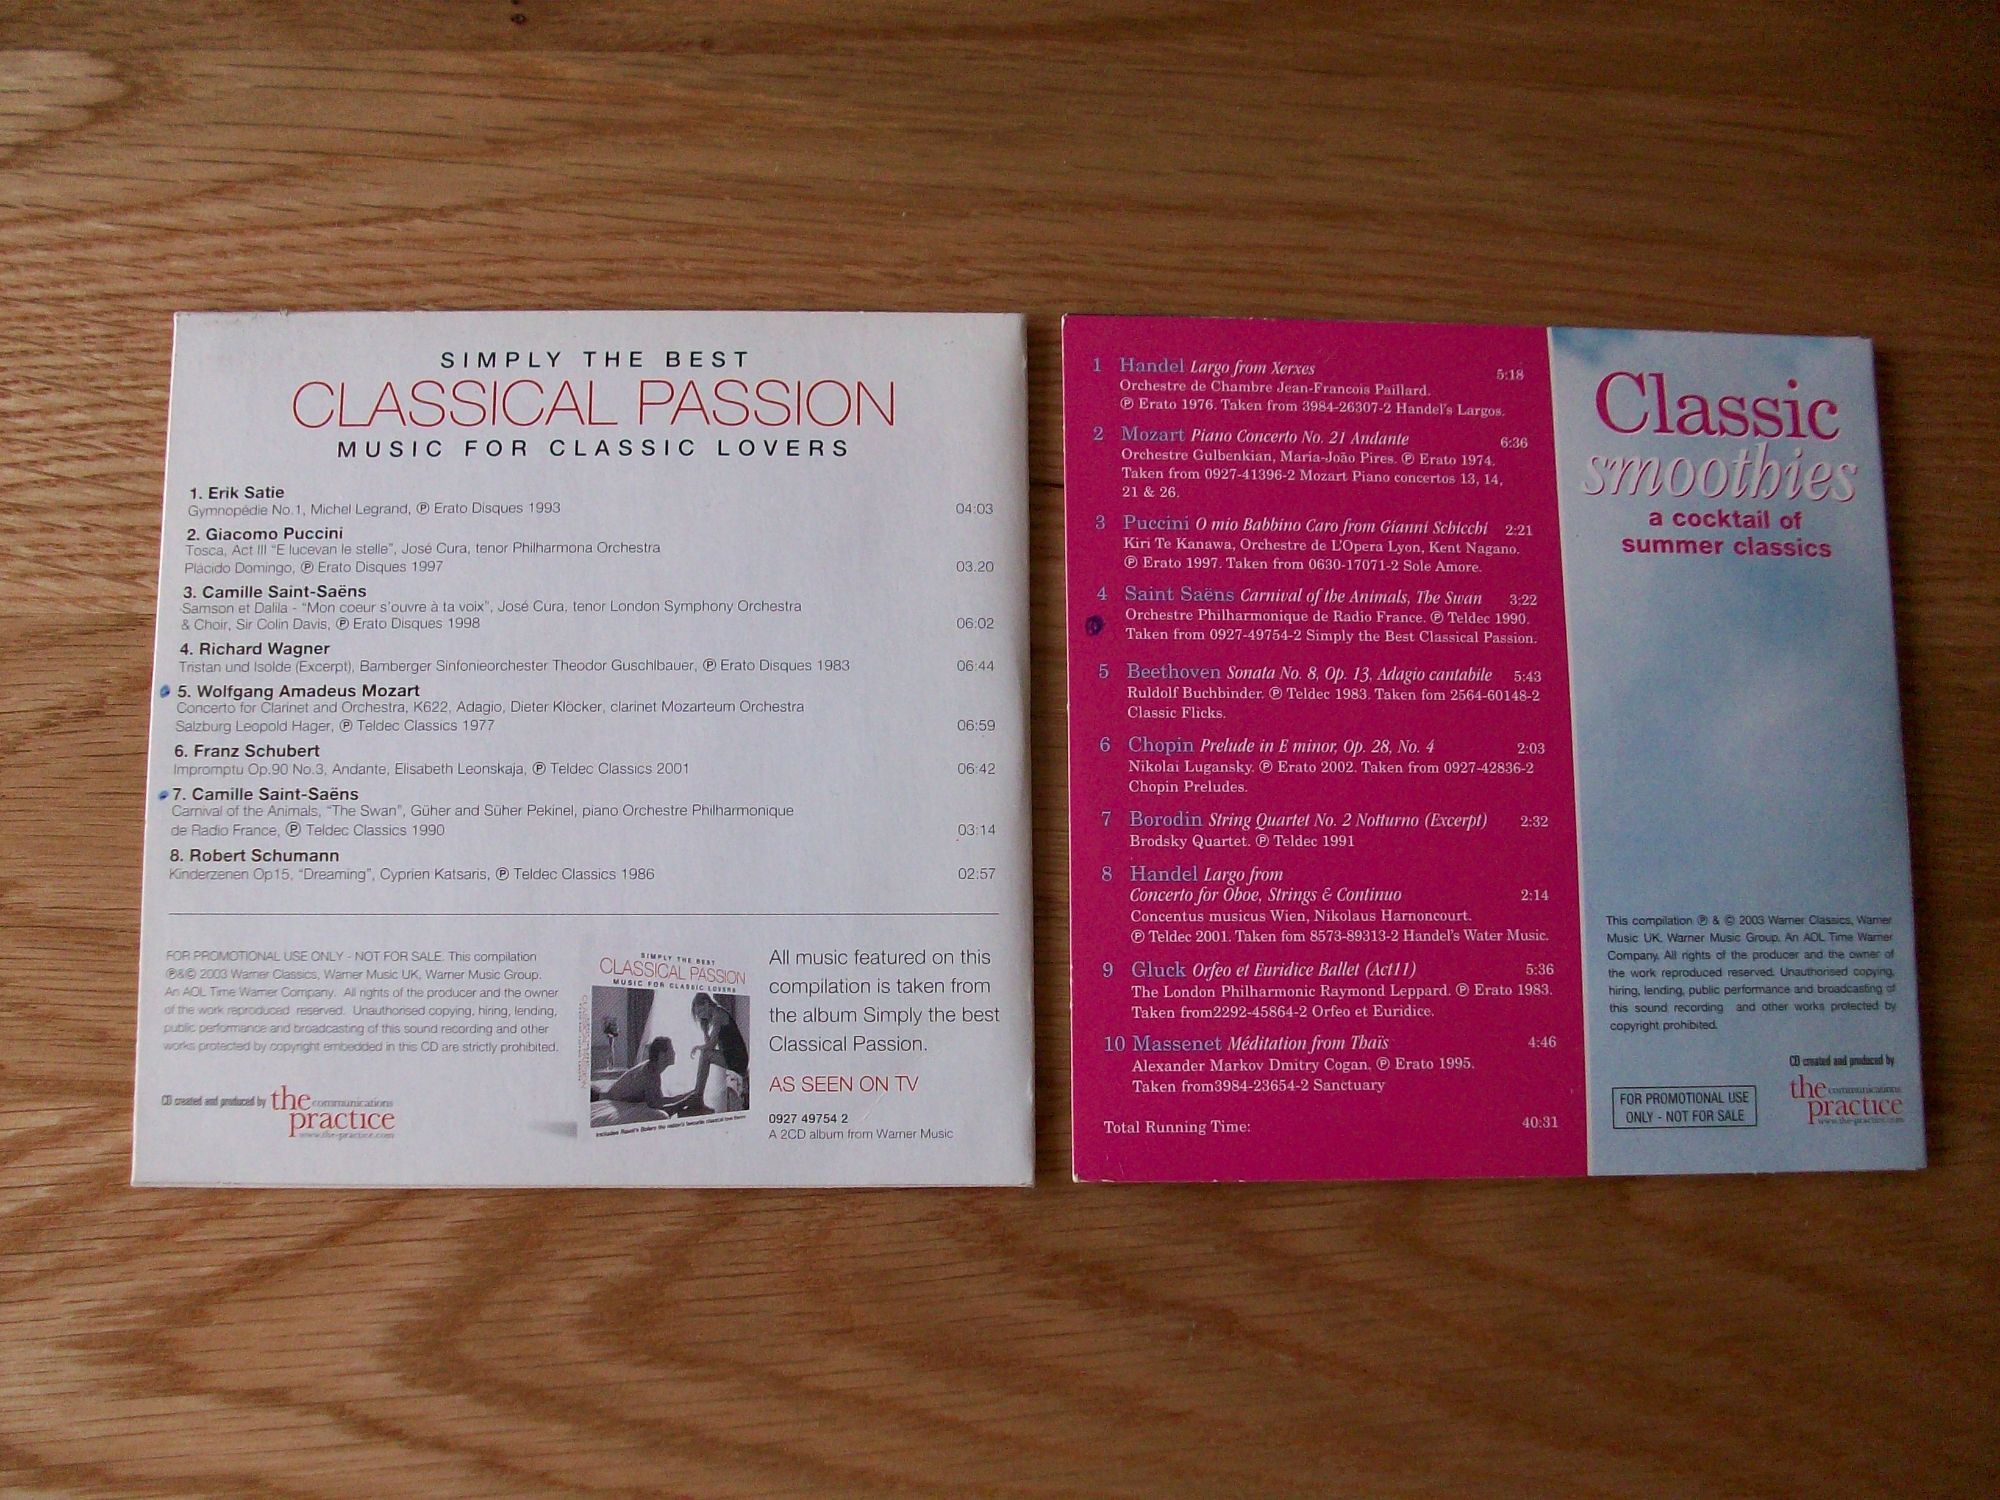 SIMPLY THE BEST
CLASSICAL PASSION
MUSIC FOR CLASSIC LOVERS
1. Erik Satie
Gymnopédie No.1, Michel Legrand, ℗ Erato Disques 1993 04:03
2. Giacomo Puccini
Tosca, Act III "E lucevan le stelle", José Cura, tenor Philharmona Orchestra
Plácido Domingo, ℗ Erato Disques 1997 03.20
3. Camille Saint-Saëns
Samson et Dalila - "Mon coeur s'ouvre à ta voix", José Cura, tenor London Symphony Orchestra
& Choir, Sir Colin Davis, ℗ Erato Disques 1998 06:02
4. Richard Wagner
Tristan und Isolde (Excerpt), Bamberger Sinfonieorchester Theodor Guschlbauer, ℗ Erato Disques 1983 06:44
5. Wolfgang Amadeus Mozart
Concerto for Clarinet and Orchestra, K622, Adagio, Dieter Klöcker, clarinet Mozarteum Orchestra
Salzburg Leopold Hager, ℗ Teldec Classics 1977 06:59
6. Franz Schubert
Impromptu Op.90 No.3, Andante, Elisabeth Leonskaja, ℗ Teldec Classics 2001 06:42
7. Camille Saint-Saëns
Carnival of the Animals, "The Swan", Güher and Süher Pekinel, piano Orchestre Philharmonique
de Radio France, ℗ Teldec Classics 1990 03:14
8. Robert Schumann
Kinderzenen Op15, "Dreaming", Cyprien Katsaris, ℗ Teldec Classics 1986 02:57
FOR PROMOTIONAL USE ONLY - NOT FOR SALE. This compilation
℗&© 2003 Warner Classics, Warner Music UK, Warner Music Group.
An AOL Time Warner Company. All rights of the producer and the owner
of the work reproduced reserved. Unauthorised copying, hiring, lending,
public performance and broadcasting of this sound recording and other
works protected by copyright embedded in this CD are strictly prohibited.
CD created and produced by
the communications
practice
www.the-practice.com
SIMPLY THE BEST
CLASSICAL PASSION
MUSIC FOR CLASSIC LOVERS
All music featured on this
compilation is taken from
the album Simply the best
Classical Passion.
AS SEEN ON TV
0927 49754 2
A 2CD album from Warner Music
1 Handel Largo from Xerxes 5:18
Orchestre de Chambre Jean-Francois Paillard.
℗ Erato 1976. Taken from 3984-26307-2 Handel's Largos.
2 Mozart Piano Concerto No. 21 Andante 6:36
Orchestre Gulbenkian, Maria-João Pires. ℗ Erato 1974.
Taken from 0927-41396-2 Mozart Piano concertos 13, 14,
21 & 26.
3 Puccini O mio Babbino Caro from Gianni Schicchi 2:21
Kiri Te Kanawa, Orchestre de L'Opera Lyon, Kent Nagano.
℗ Erato 1997. Taken from 0630-17071-2 Sole Amore.
4 Saint Saëns Carnival of the Animals, The Swan 3:22
Orchestre Philharmonique de Radio France. ℗ Teldec 1990.
Taken from 0927-49754-2 Simply the Best Classical Passion.
5 Beethoven Sonata No. 8, Op. 13, Adagio cantabile 5:43
Ruldolf Buchbinder. ℗ Teldec 1983. Taken fom 2564-60148-2
Classic Flicks.
6 Chopin Prelude in E minor, Op. 28, No. 4 2:03
Nikolai Lugansky. ℗ Erato 2002. Taken from 0927-42836-2
Chopin Preludes.
7 Borodin String Quartet No. 2 Notturno (Excerpt) 2:32
Brodsky Quartet. ℗ Teldec 1991
8 Handel Largo from
Concerto for Oboe, Strings & Continuo 2:14
Concentus musicus Wien, Nikolaus Harnoncourt.
℗ Teldec 2001. Taken fom 8573-89313-2 Handel's Water Music.
9 Gluck Orfeo et Euridice Ballet (Act11) 5:36
The London Philharmonic Raymond Leppard. ℗ Erato 1983.
Taken from2292-45864-2 Orfeo et Euridice.
10 Massenet Méditation from Thaïs 4:46
Alexander Markov Dmitry Cogan. ℗ Erato 1995.
Taken from3984-23654-2 Sanctuary
Total Running Time: 40:31
Classic
smoothies
a cocktail of
summer classics
This compilation ℗ & © 2003 Warner Classics, Warner
Music UK, Warner Music Group. An AOL Time Warner
Company. All rights of the producer and the owner of
the work reproduced reserved. Unauthorised copying,
hiring, lending, public performance and broadcasting of
this sound recording and other works protected by
copyright prohibited.
CD created and produced by
the communications
practice
www.the-practice.com
FOR PROMOTIONAL USE
ONLY - NOT FOR SALE